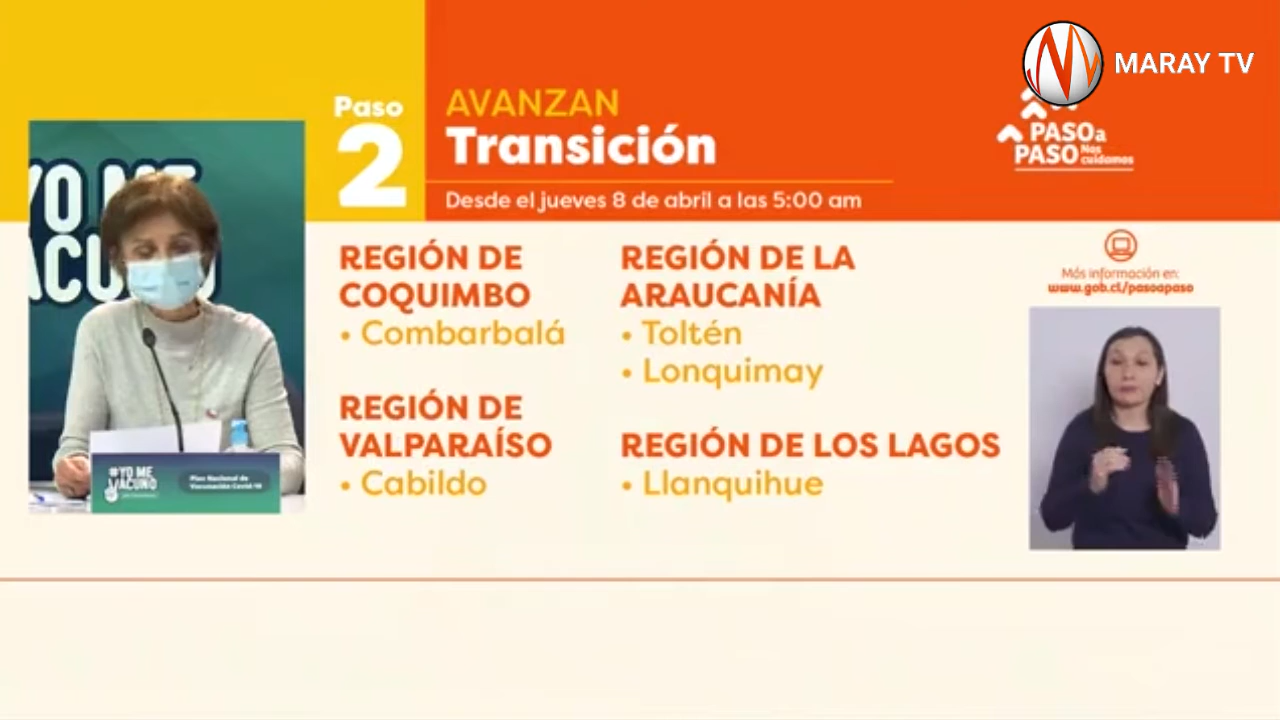 MARAY TV
Paso
2
AVANZAN
Transición
Desde el jueves 8 de abril a las 5:00 am
PASO a
PASO Nos
cuidamos
YO ME
ACU O
#YO ME
VACUNO
Plan Nacional de
Vacunación Covid-19
REGIÓN DE
COQUIMBO
• Combarbalá
REGIÓN DE
VALPARAÍSO
• Cabildo
REGIÓN DE LA
ARAUCANÍA
• Toltén
• Lonquimay
REGIÓN DE LOS LAGOS
• Llanquihue
Más información en:
www.gob.cl/pasoapaso